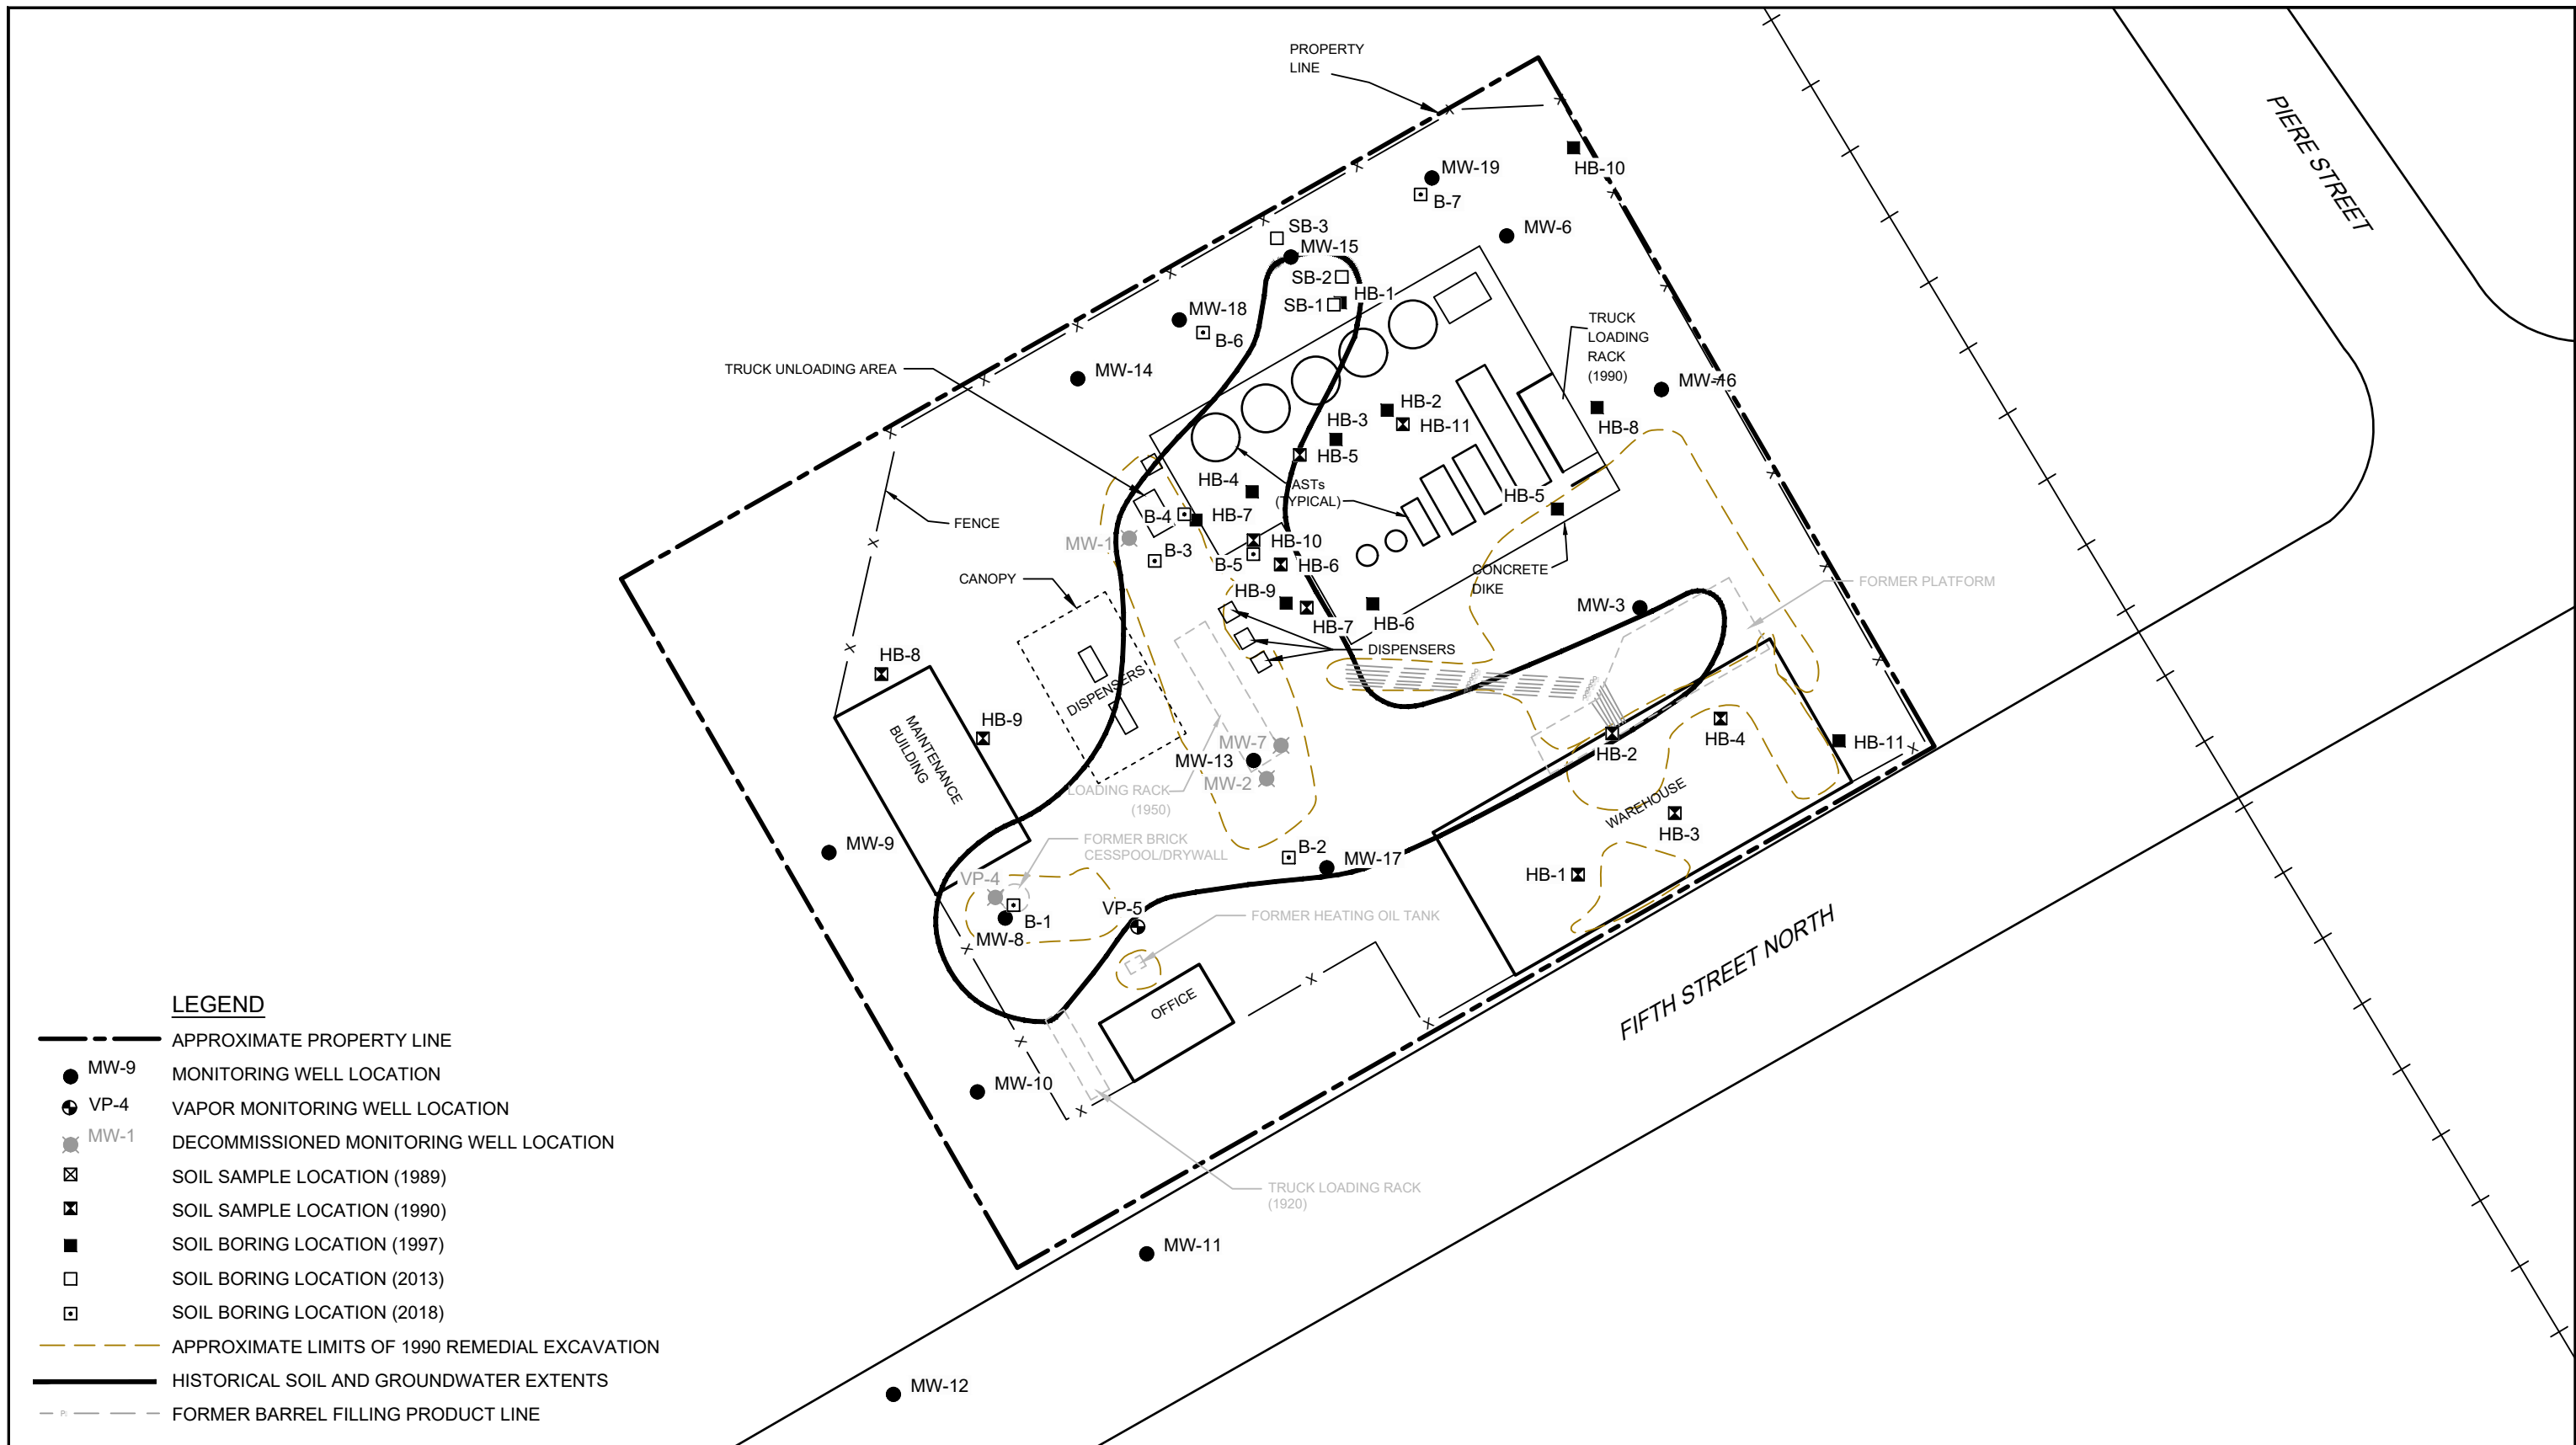 PROPERTY
LINE
PIERE STREET
HB-10
MW-19
B-7
MW-6
SB-3
MW-15
SB-2
SB-1
HB-1
MW-18
B-6
TRUCK
LOADING
RACK
(1990)
TRUCK UNLOADING AREA
MW-14
MW-16
HB-2
HB-3
HB-11
HB-8
HB-5
HB-4
ASTs
(TYPICAL)
HB-5
B-4
HB-7
FENCE
MW-1
B-3
HB-10
B-5
HB-6
CONCRETE
DIKE
CANOPY
FORMER PLATFORM
HB-9
MW-3
HB-7
HB-6
DISPENSERS
HB-8
DISPENSERS
HB-9
MAINTENANCE
BUILDING
MW-7
MW-13
MW-2
HB-2
HB-4
HB-11
LOADING RACK
(1950)
WAREHOUSE
HB-3
MW-9
FORMER BRICK
CESSPOOL/DRYWALL
B-2
MW-17
HB-1
VP-4
B-1
MW-8
VP-5
FORMER HEATING OIL TANK
FIFTH STREET NORTH
OFFICE
MW-10
TRUCK LOADING RACK
(1920)
MW-11
MW-12
LEGEND
APPROXIMATE PROPERTY LINE
MW-9 MONITORING WELL LOCATION
VP-4 VAPOR MONITORING WELL LOCATION
MW-1 DECOMMISSIONED MONITORING WELL LOCATION
SOIL SAMPLE LOCATION (1989)
SOIL SAMPLE LOCATION (1990)
SOIL BORING LOCATION (1997)
SOIL BORING LOCATION (2013)
SOIL BORING LOCATION (2018)
APPROXIMATE LIMITS OF 1990 REMEDIAL EXCAVATION
HISTORICAL SOIL AND GROUNDWATER EXTENTS
FORMER BARREL FILLING PRODUCT LINE